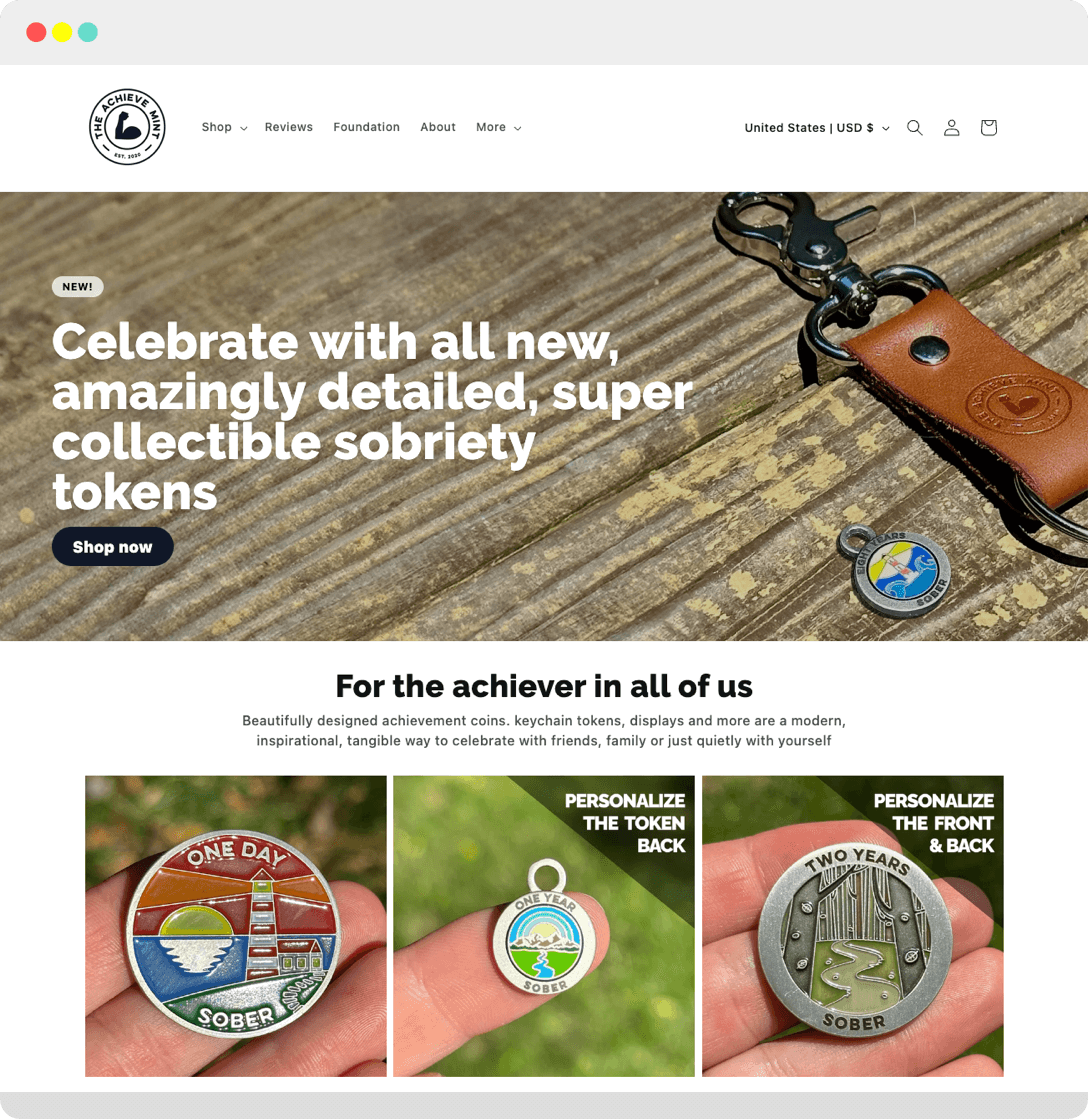 THE ACHIEVE MINT
EST. 2020
Shop
Reviews
Foundation
About
More
United States | USD $
NEW!
Celebrate with all new,
amazingly detailed, super
collectible sobriety
tokens
Shop now
THE ACHIEVE MINT
EIGHT YEARS
SOBER
For the achiever in all of us
Beautifully designed achievement coins. keychain tokens, displays and more are a modern,
inspirational, tangible way to celebrate with friends, family or just quietly with yourself
ONE DAY
SOBER
PERSONALIZE
THE TOKEN
BACK
ONE YEAR
SOBER
PERSONALIZE
THE FRONT
& BACK
TWO YEARS
SOBER